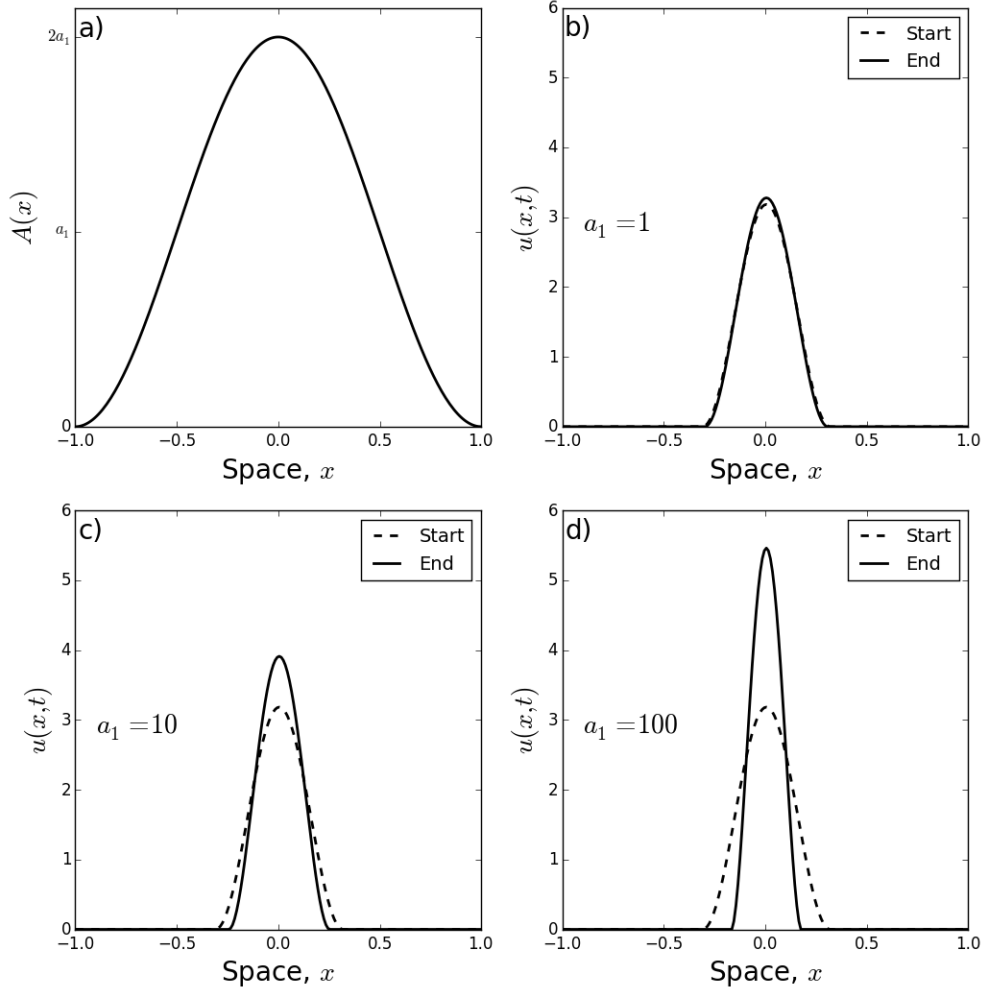 a)
2a₁
a₁
0
A(x)
−1.0 −0.5 0.0 0.5 1.0
Space, x
b)
Start
End
6
5
4
3
2
1
0
u(x,t)
a₁ =1
−1.0 −0.5 0.0 0.5 1.0
Space, x
c)
Start
End
6
5
4
3
2
1
0
u(x,t)
a₁ =10
−1.0 −0.5 0.0 0.5 1.0
Space, x
d)
Start
End
6
5
4
3
2
1
0
u(x,t)
a₁ =100
−1.0 −0.5 0.0 0.5 1.0
Space, x